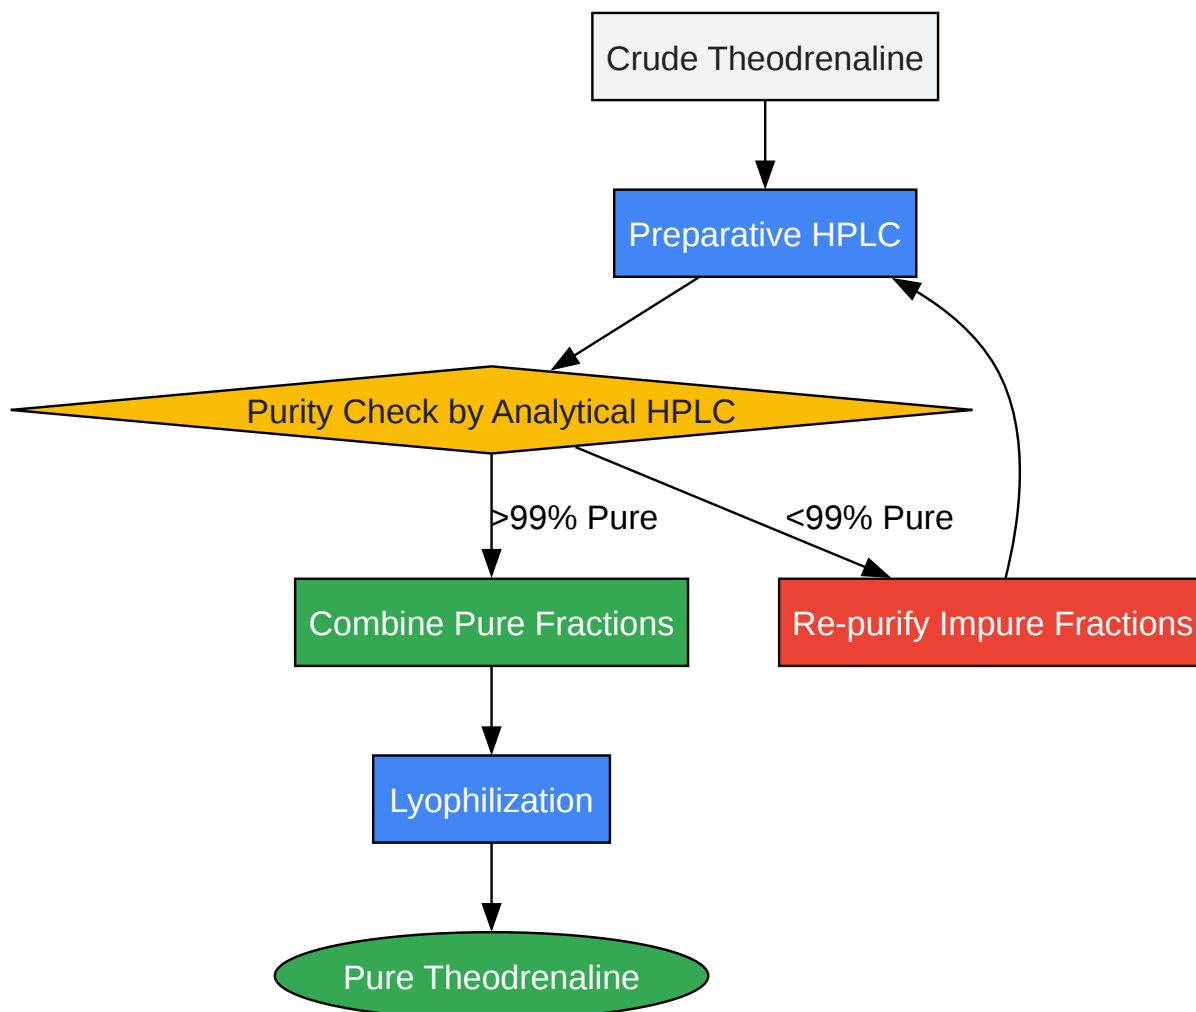 Crude Theodrenaline
Preparative HPLC
Purity Check by Analytical HPLC
>99% Pure
<99% Pure
Combine Pure Fractions
Re-purify Impure Fractions
Lyophilization
Pure Theodrenaline